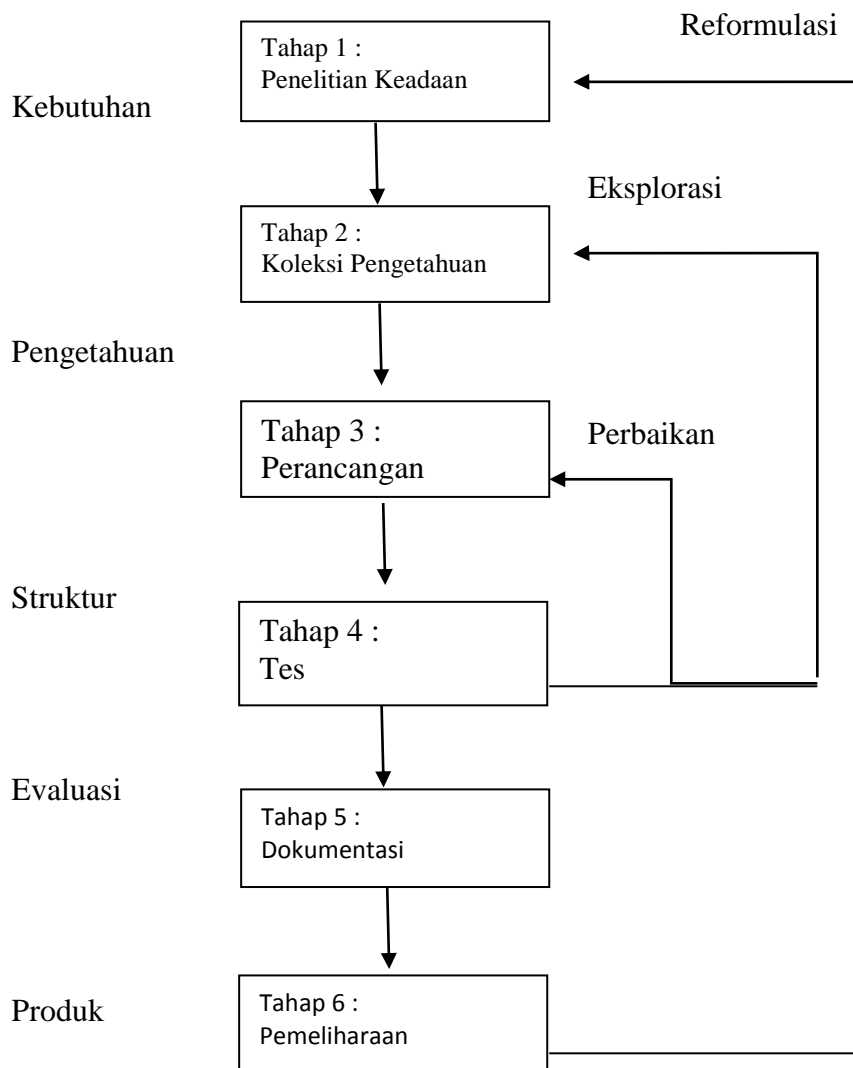 Reformulasi
Tahap 1 :
Penelitian Keadaan
Kebutuhan
Eksplorasi
Tahap 2 :
Koleksi Pengetahuan
Pengetahuan
Tahap 3 :
Perancangan
Perbaikan
Struktur
Tahap 4 :
Tes
Evaluasi
Tahap 5 :
Dokumentasi
Produk
Tahap 6 :
Pemeliharaan